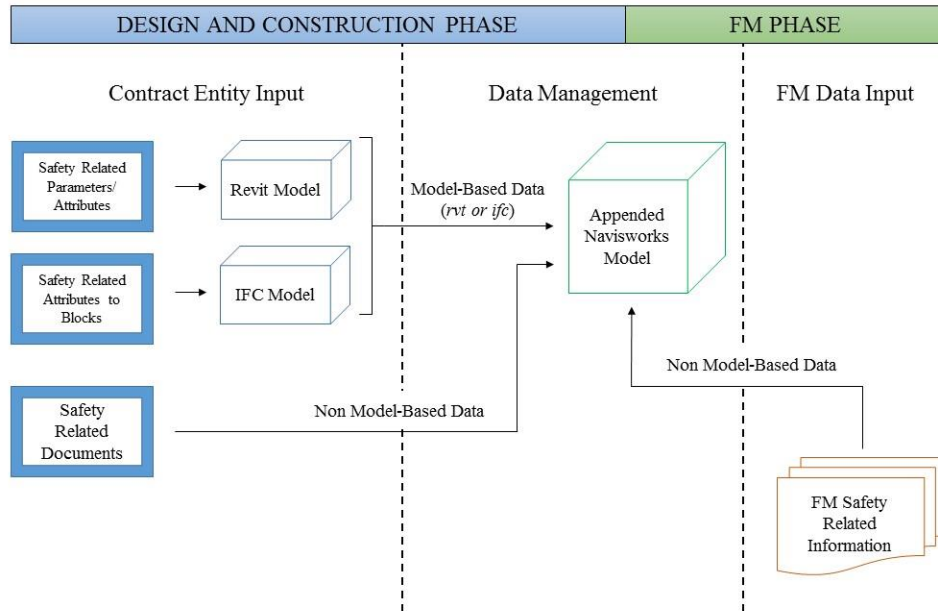 DESIGN AND CONSTRUCTION PHASE
FM PHASE
Contract Entity Input
Data Management
FM Data Input
Safety Related
Parameters/
Attributes
Revit Model
Model-Based Data
(rvt or ifc)
Appended
Navisworks
Model
Safety Related
Attributes to
Blocks
IFC Model
Non Model-Based Data
Safety
Related
Documents
Non Model-Based Data
FM Safety
Related
Information